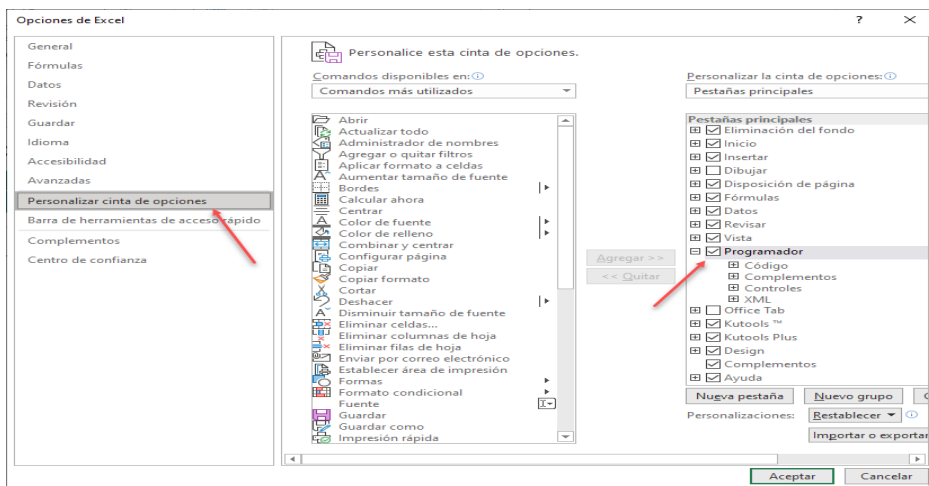 Opciones de Excel
?
General
Fórmulas
Datos
Revisión
Guardar
Idioma
Accesibilidad
Avanzadas
Personalizar cinta de opciones
Barra de herramientas de acceso rápido
Complementos
Centro de confianza
Personalice esta cinta de opciones.
Comandos disponibles en:
Comandos más utilizados
Abrir
Actualizar todo
Administrador de nombres
Agregar o quitar filtros
Aplicar formato a celdas
Aumentar tamaño de fuente
Bordes
Calcular ahora
Centrar
Color de fuente
Color de relleno
Combinar y centrar
Configurar página
Copiar
Copiar formato
Cortar
Deshacer
Disminuir tamaño de fuente
Eliminar celdas...
Eliminar columnas de hoja
Eliminar filas de hoja
Enviar por correo electrónico
Establecer área de impresión
Formas
Formato condicional
Fuente
Guardar
Guardar como
Impresión rápida
Agregar >>
<< Quitar
Personalizar la cinta de opciones:
Pestañas principales
Pestañas principales
Eliminación del fondo
Inicio
Insertar
Dibujar
Disposición de página
Fórmulas
Datos
Revisar
Vista
Programador
Código
Complementos
Controles
XML
Office Tab
Kutools ™
Kutools Plus
Design
Complementos
Ayuda
Nueva pestaña
Nuevo grupo
Personalizaciones:
Restablecer
Importar o exportar
Aceptar
Cancelar